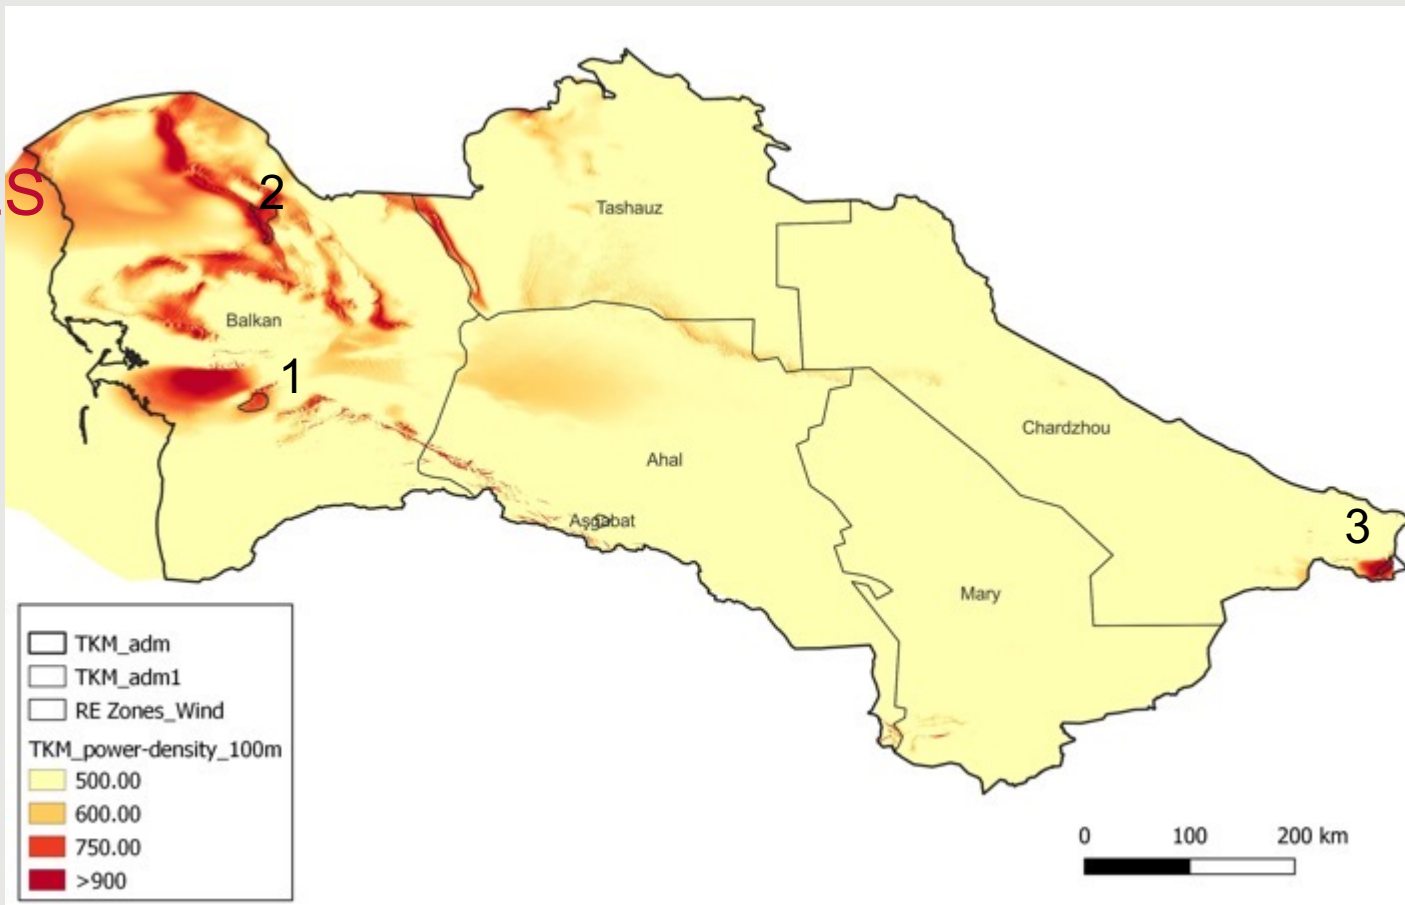 S
2
Tashauz
Balkan
1
Chardzhou
Ahal
Asgabat
3
Mary
TKM_adm
TKM_adm1
RE Zones_Wind
TKM_power-density_100m
500.00
600.00
750.00
>900
0 100 200 km